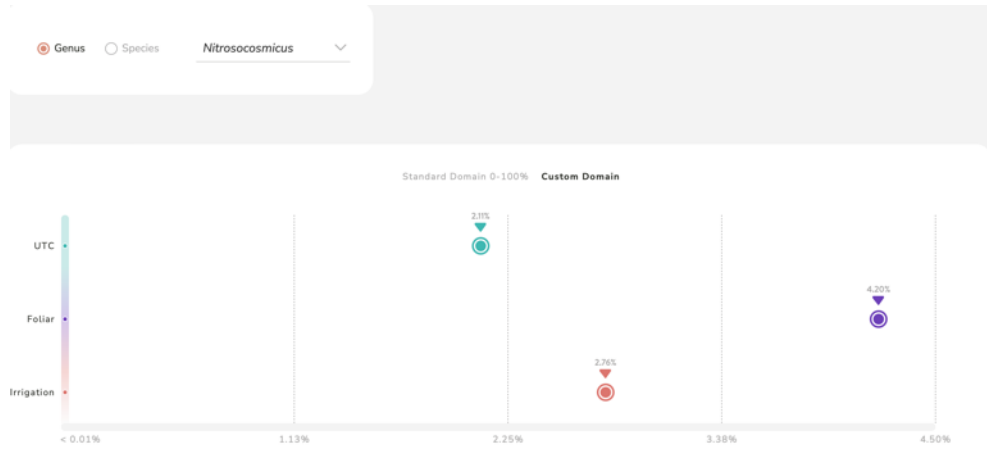 Genus Species Nitrosocosmicus
Standard Domain 0-100% Custom Domain
2.11%
UTC
4.20%
Foliar
2.76%
Irrigation
< 0.01% 1.13% 2.25% 3.38% 4.50%